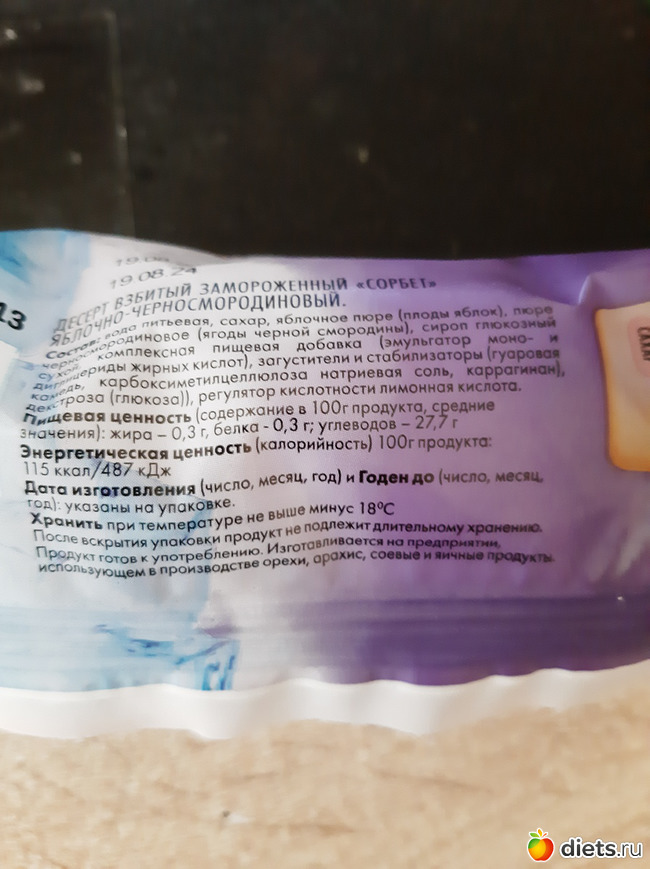 13
19.08.24
ДЕСЕРТ ВЗБИТЫЙ ЗАМОРОЖЕННЫЙ «СОРБЕТ»
ЯБЛОЧНО-ЧЕРНОСМОРОДИНОВЫЙ.
Состав: вода питьевая, сахар, яблочное пюре (плоды яблок), пюре
черносмородиновое (ягоды черной смородины), сироп глюкозный
сухой, комплексная пищевая добавка (эмульгатор моно- и
диглицериды жирных кислот), загустители и стабилизаторы (гуаровая
камедь, карбоксиметилцеллюлоза натриевая соль, каррагинан),
декстроза (глюкоза)), регулятор кислотности лимонная кислота.
Пищевая ценность (содержание в 100г продукта, средние
значения): жира – 0,3 г, белка - 0,3 г; углеводов – 27,7 г
Энергетическая ценность (калорийность) 100г продукта:
115 ккал/487 кДж
Дата изготовления (число, месяц, год) и Годен до (число, месяц,
год): указаны на упаковке.
Хранить при температуре не выше минус 18°С
После вскрытия упаковки продукт не подлежит длительному хранению.
Продукт готов к употреблению. Изготавливается на предприятии,
использующем в производстве орехи, арахис, соевые и яичные продукты.
diets.ru